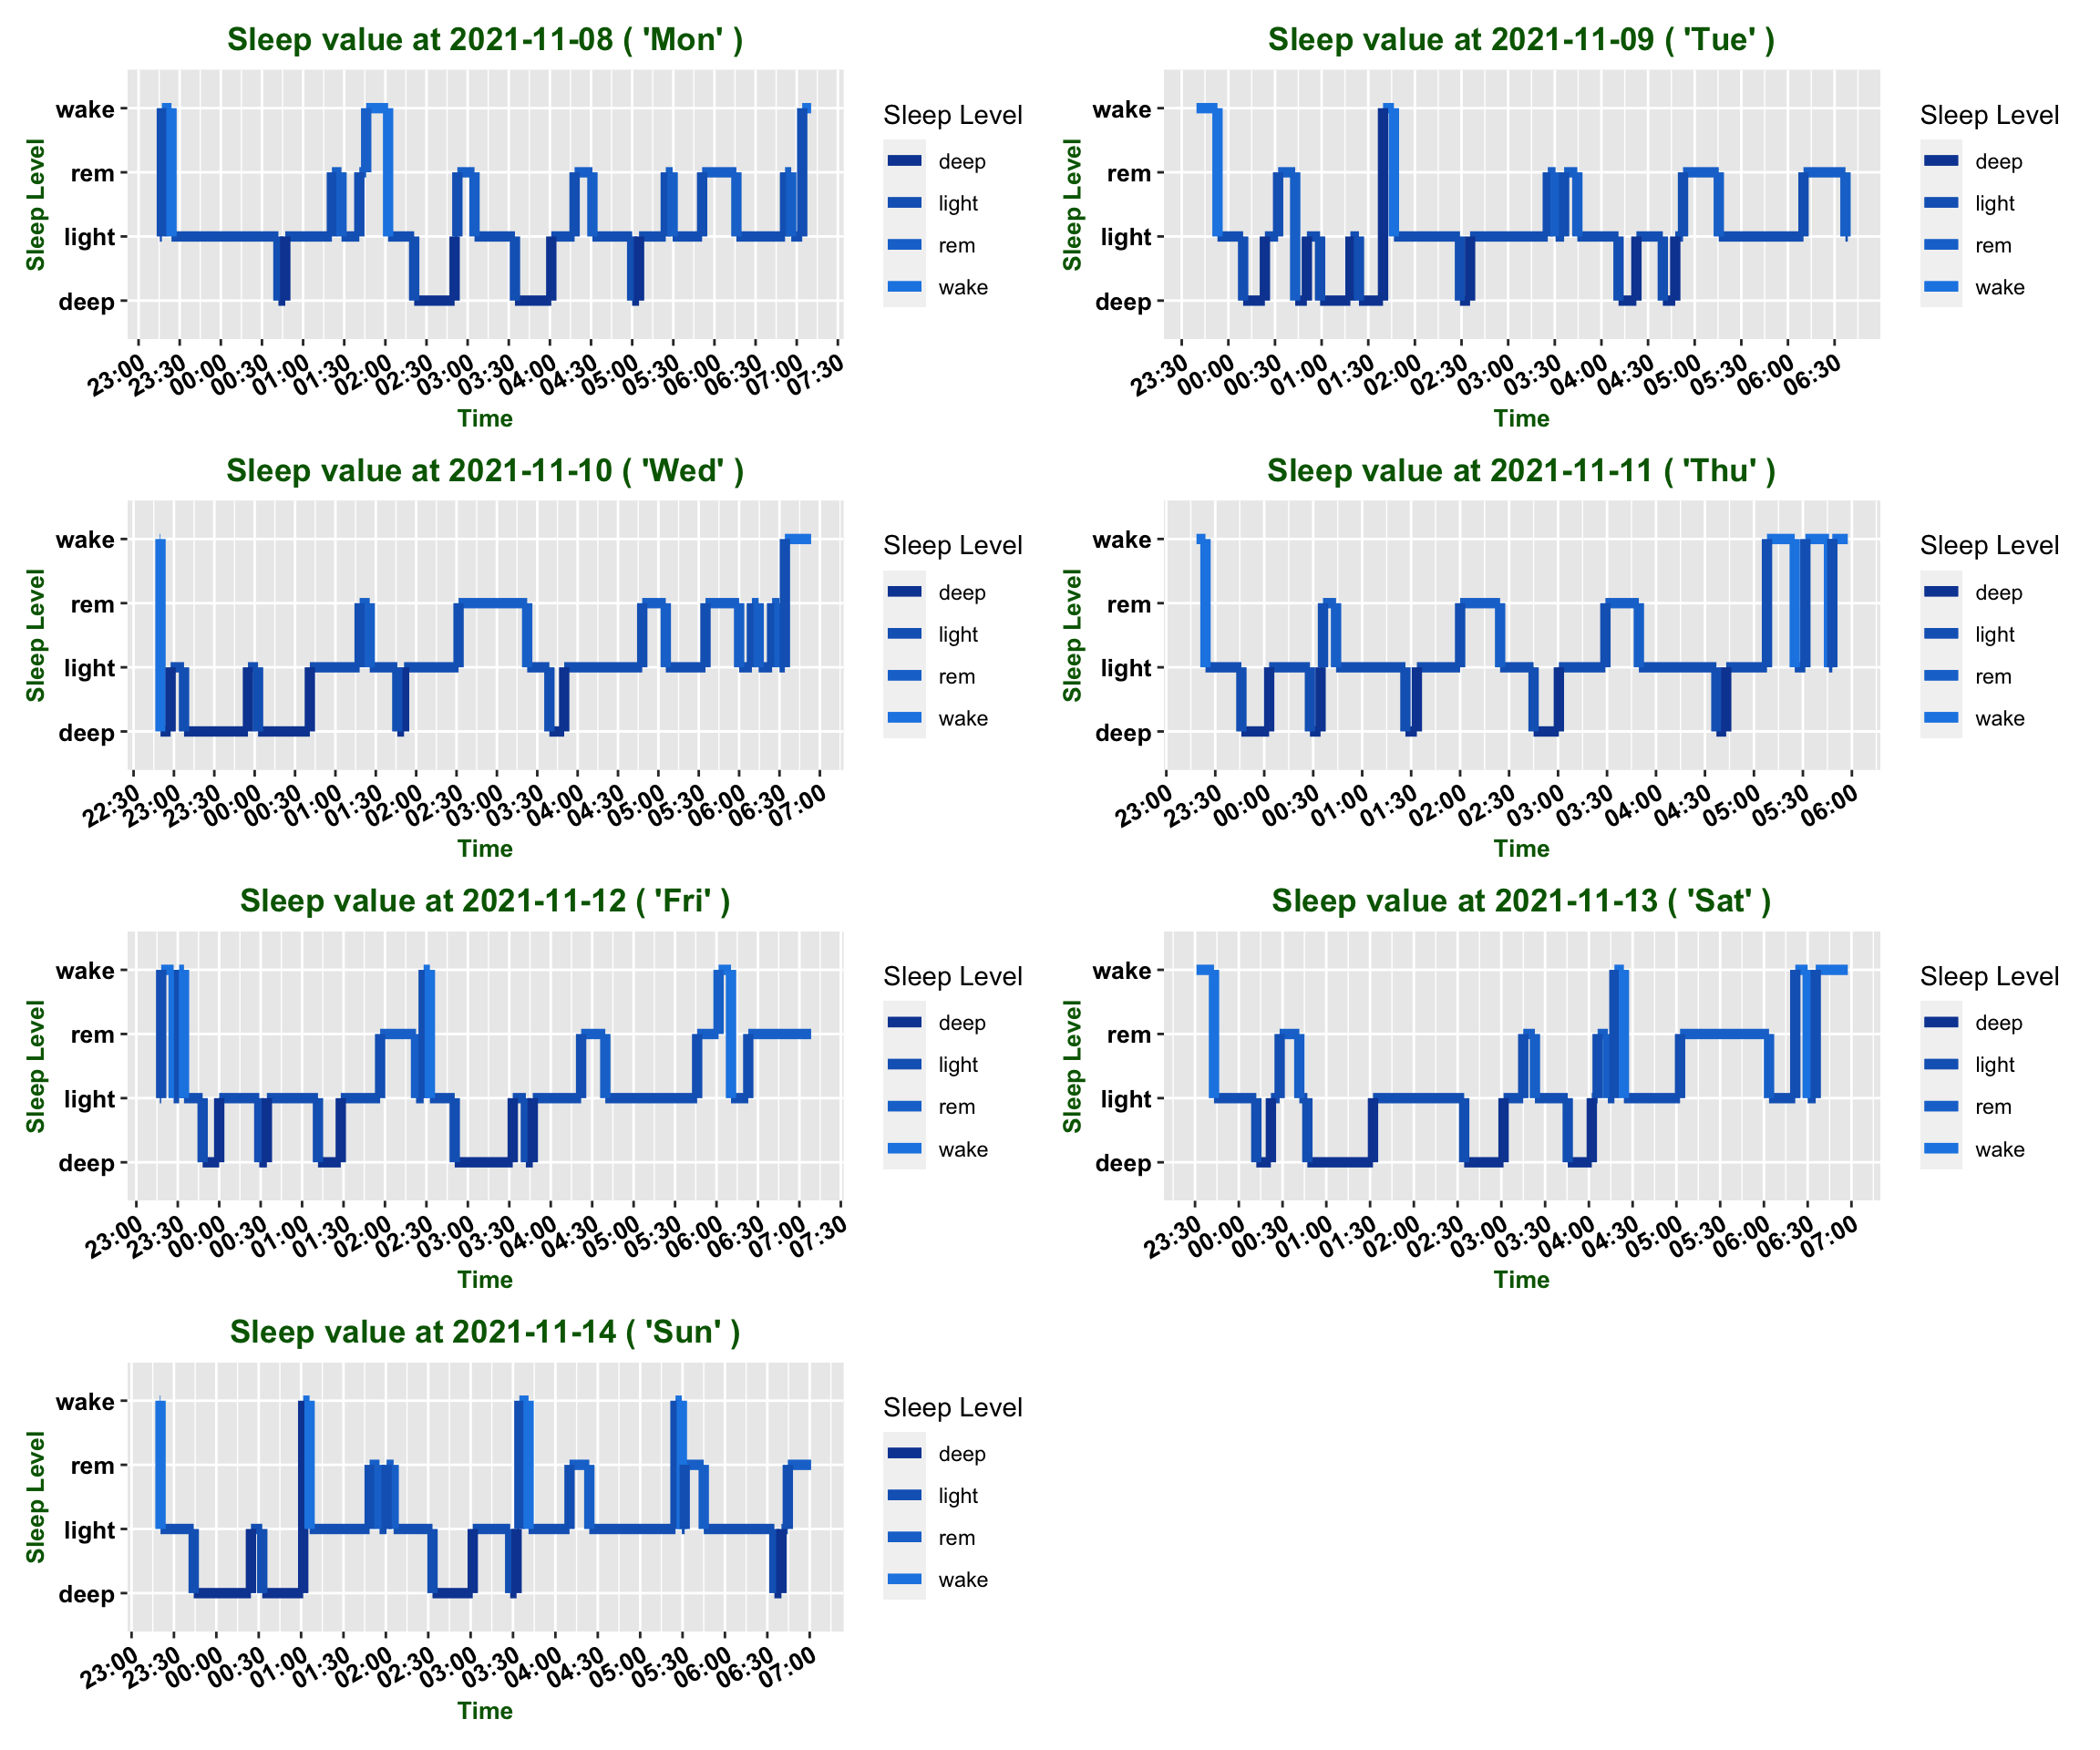 Sleep value at 2021-11-08 ( 'Mon' )
Sleep Level
wake
rem
light
deep
23:00 23:30 00:00 00:30 01:00 01:30 02:00 02:30 03:00 03:30 04:00 04:30 05:00 05:30 06:00 06:30 07:00 07:30
Time
Sleep Level
deep
light
rem
wake
Sleep value at 2021-11-09 ( 'Tue' )
Sleep Level
wake
rem
light
deep
23:30 00:00 00:30 01:00 01:30 02:00 02:30 03:00 03:30 04:00 04:30 05:00 05:30 06:00 06:30
Time
Sleep Level
deep
light
rem
wake
Sleep value at 2021-11-10 ( 'Wed' )
Sleep Level
wake
rem
light
deep
22:30 23:00 23:30 00:00 00:30 01:00 01:30 02:00 02:30 03:00 03:30 04:00 04:30 05:00 05:30 06:00 06:30 07:00
Time
Sleep Level
deep
light
rem
wake
Sleep value at 2021-11-11 ( 'Thu' )
Sleep Level
wake
rem
light
deep
23:00 23:30 00:00 00:30 01:00 01:30 02:00 02:30 03:00 03:30 04:00 04:30 05:00 05:30 06:00
Time
Sleep Level
deep
light
rem
wake
Sleep value at 2021-11-12 ( 'Fri' )
Sleep Level
wake
rem
light
deep
23:00 23:30 00:00 00:30 01:00 01:30 02:00 02:30 03:00 03:30 04:00 04:30 05:00 05:30 06:00 06:30 07:00 07:30
Time
Sleep Level
deep
light
rem
wake
Sleep value at 2021-11-13 ( 'Sat' )
Sleep Level
wake
rem
light
deep
23:30 00:00 00:30 01:00 01:30 02:00 02:30 03:00 03:30 04:00 04:30 05:00 05:30 06:00 06:30 07:00
Time
Sleep Level
deep
light
rem
wake
Sleep value at 2021-11-14 ( 'Sun' )
Sleep Level
wake
rem
light
deep
23:00 23:30 00:00 00:30 01:00 01:30 02:00 02:30 03:00 03:30 04:00 04:30 05:00 05:30 06:00 06:30 07:00
Time
Sleep Level
deep
light
rem
wake